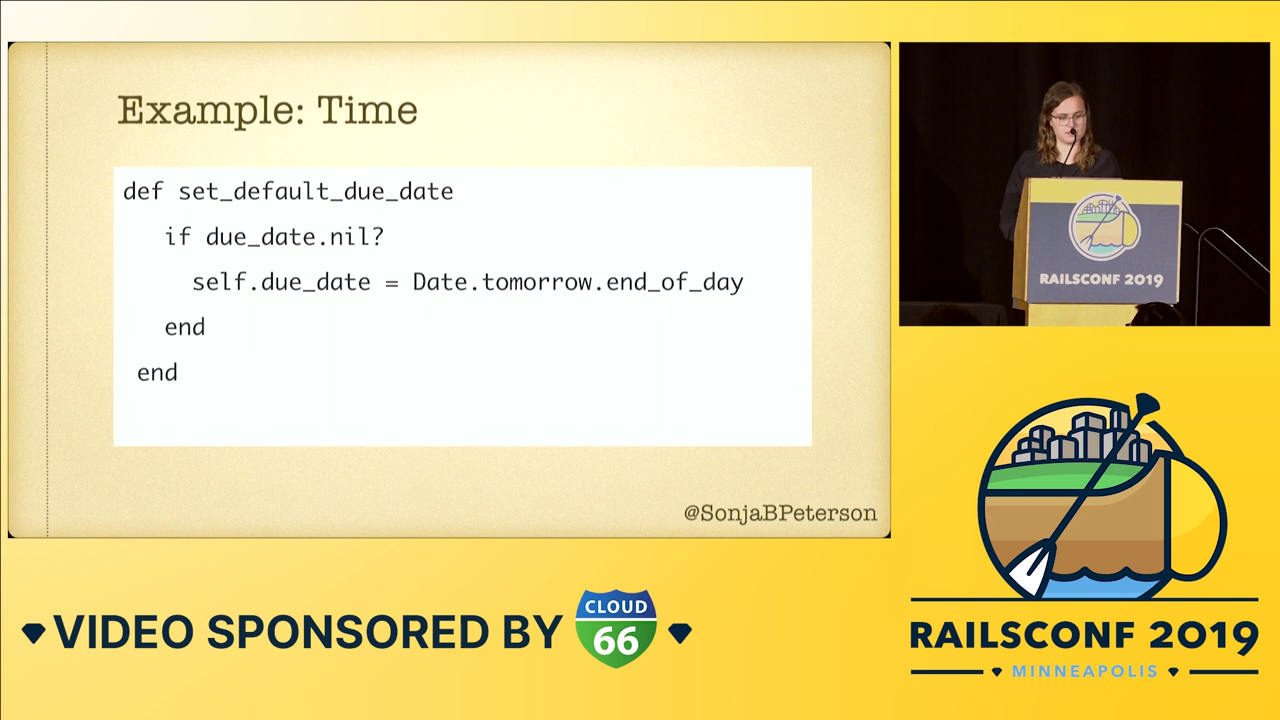 Example: Time
def set_default_due_date
if due_date.nil?
self.due_date = Date.tomorrow.end_of_day
end
end
@SonjaBPeterson
RAILSCONF 2019
VIDEO SPONSORED BY
CLOUD
66
RAILSCONF 2019
MINNEAPOLIS